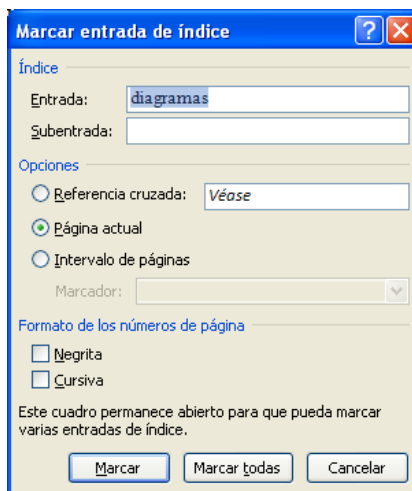 Marcar entrada de índice
Índice
Entrada: diagramas
Subentrada:
Opciones
Referencia cruzada: Véase
Página actual
Intervalo de páginas
Marcador:
Formato de los números de página
Negrita
Cursiva
Este cuadro permanece abierto para que pueda marcar
varias entradas de índice.
Marcar Marcar todas Cancelar